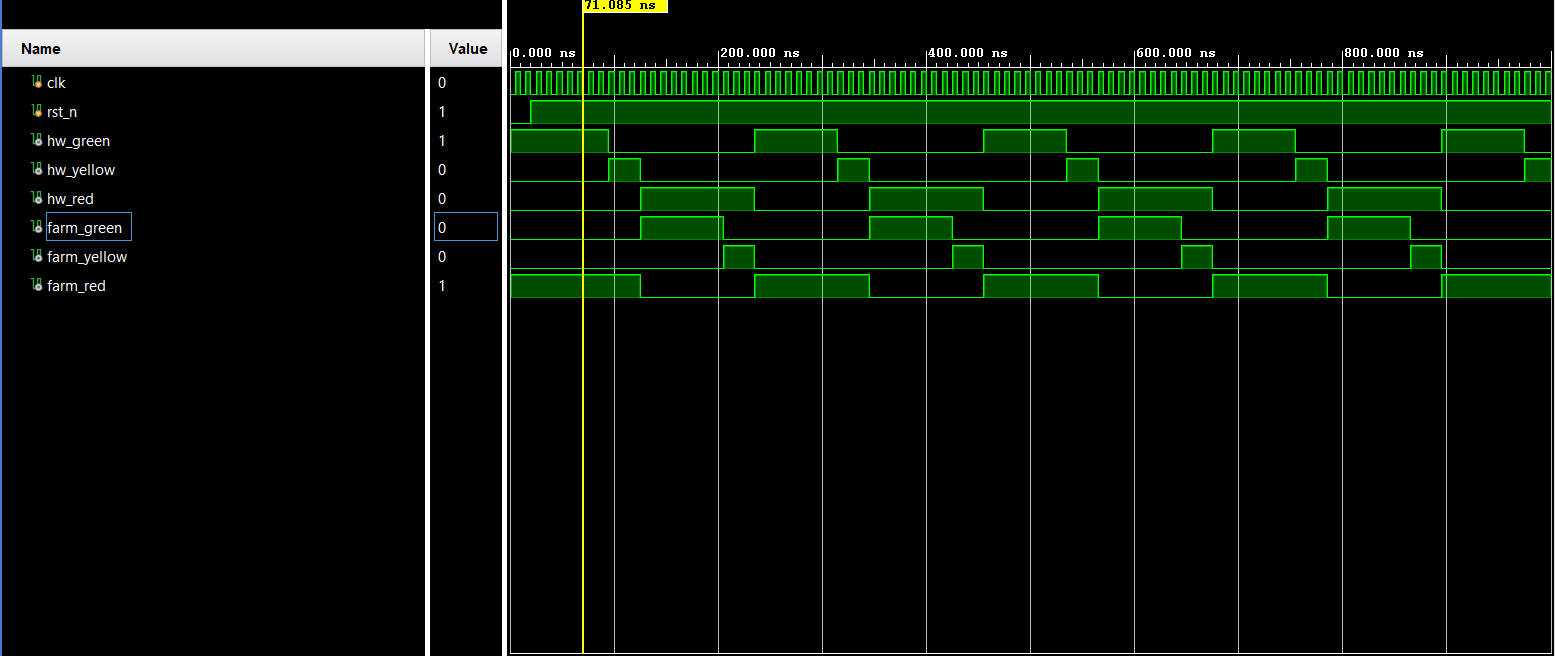 71.085 ns
Name Value
0.000 ns 200.000 ns 400.000 ns 600.000 ns 800.000 ns
clk 0
rst_n 1
hw_green 1
hw_yellow 0
hw_red 0
farm_green 0
farm_yellow 0
farm_red 1